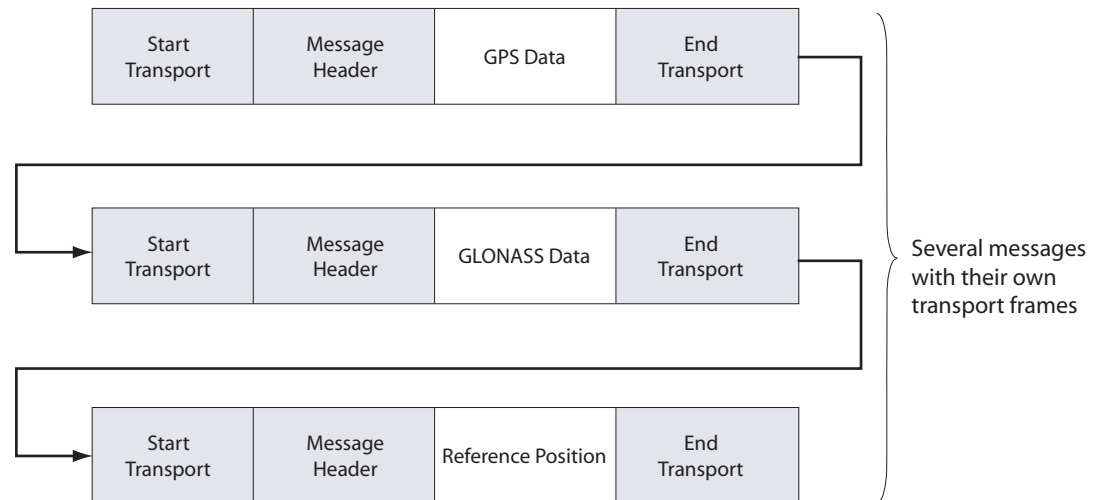 Start
Transport
Message
Header
GPS Data
End
Transport
Start
Transport
Message
Header
GLONASS Data
End
Transport
Several messages
with their own
transport frames
Start
Transport
Message
Header
Reference Position
End
Transport